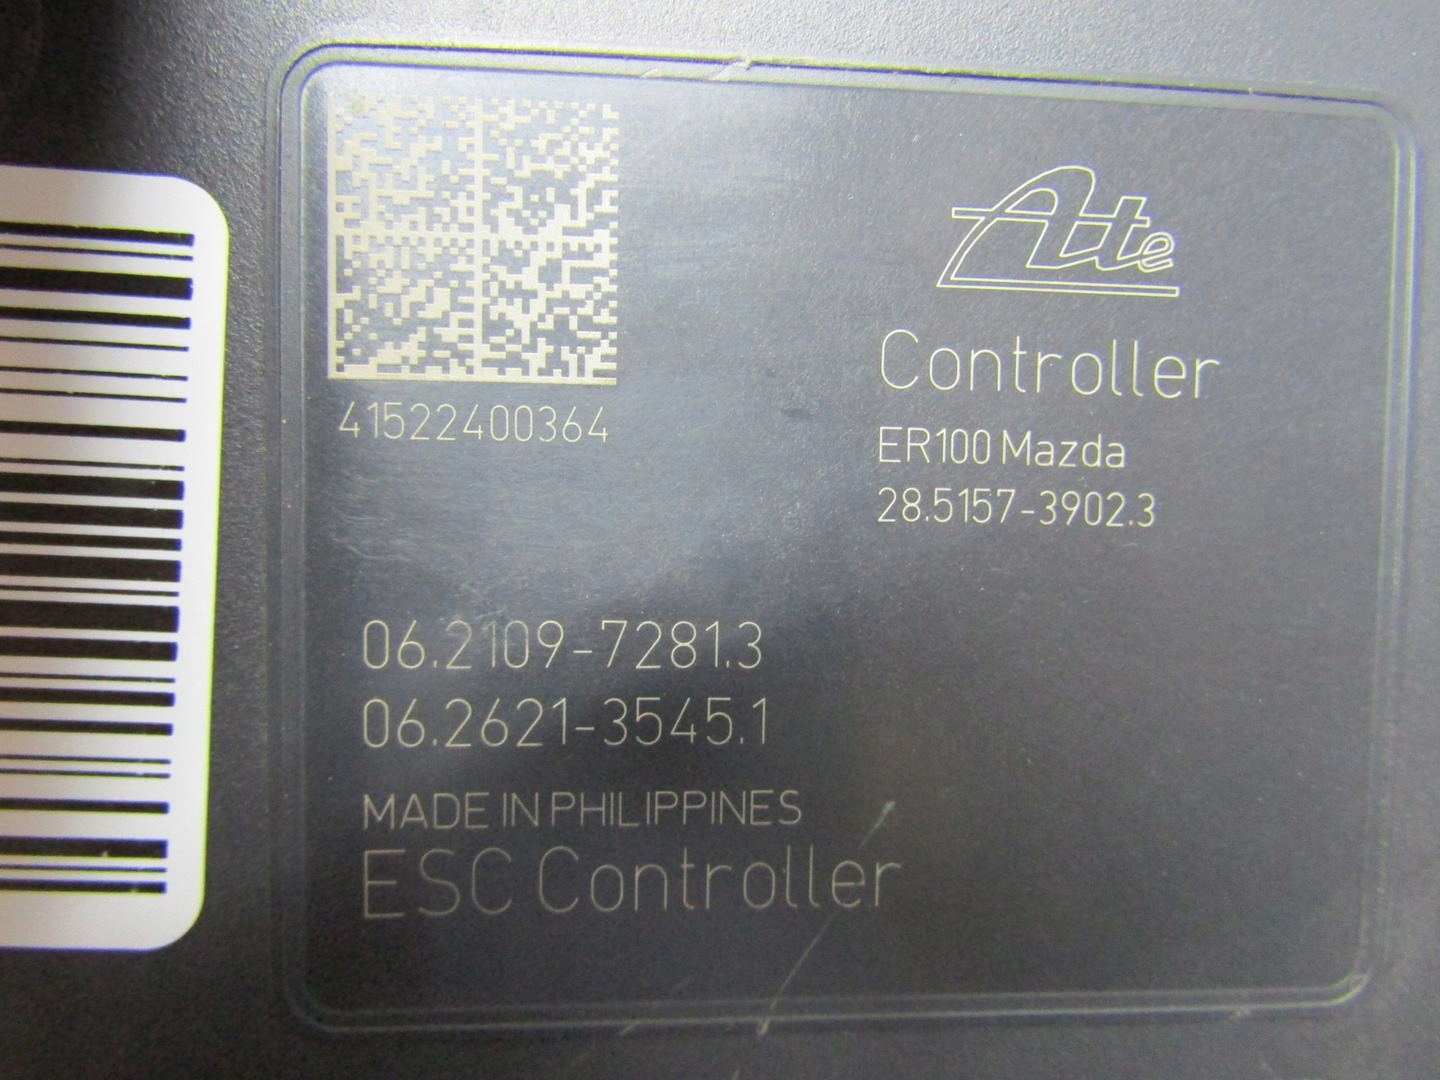 41522400364
Ate
Controller
ER100 Mazda
28.5157-3902.3
06.2109-7281.3
06.2621-3545.1
MADE IN PHILIPPINES
ESC Controller